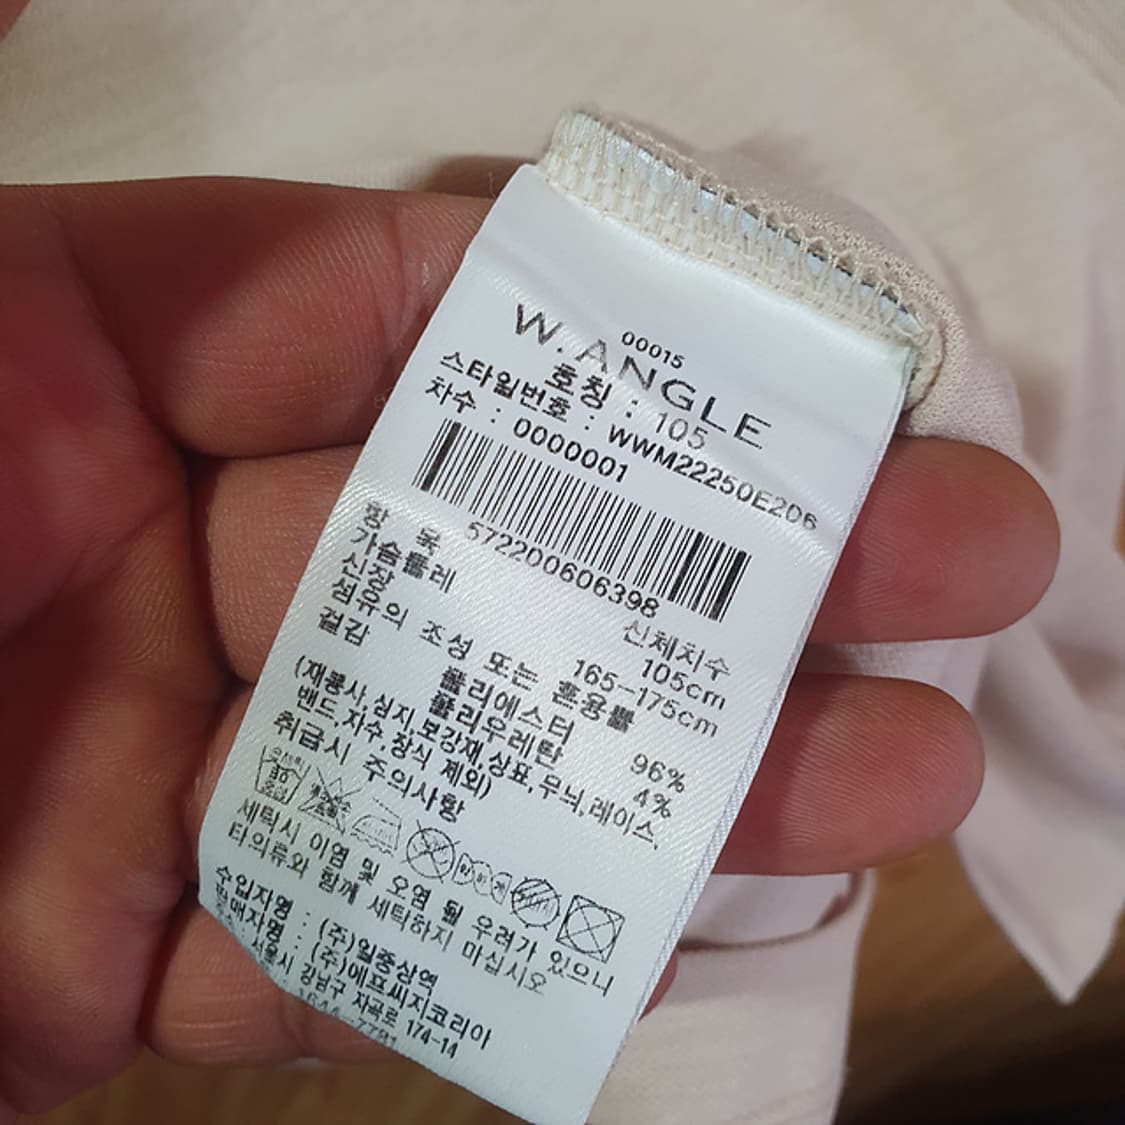 00015
W.ANGLE
호칭 : 105
스타일번호 : WWM22250E206
차수 : 0000001
572200606398
항 목 신체치수
가슴둘레 105cm
신장 165-175cm
섬유의 조성 또는 혼용률
겉감 폴리에스터 96%
폴리우레탄 4%
(재봉사,심지,보강재,상표,무늬,레이스,
밴드,자수,장식 제외)
취급시 주의사항
30
세탁시 이염 및 오염 될 우려가 있으니
타의류와 함께 세탁하지 마십시오
수입자명 : (주)일중상액
판매자명 : (주)에프씨지코리아
서울시 강남구 자곡로 174-14